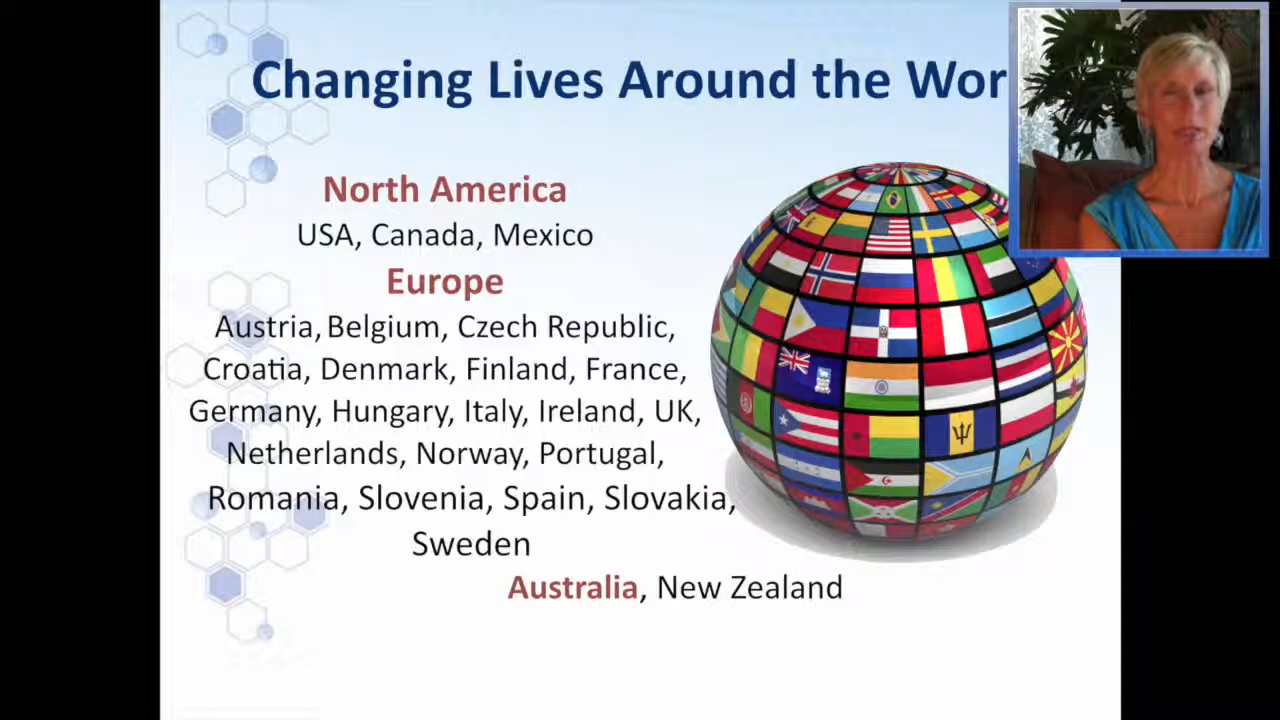 Changing Lives Around the Wor
North America
USA, Canada, Mexico
Europe
Austria, Belgium, Czech Republic,
Croatia, Denmark, Finland, France,
Germany, Hungary, Italy, Ireland, UK,
Netherlands, Norway, Portugal,
Romania, Slovenia, Spain, Slovakia,
Sweden
Australia, New Zealand